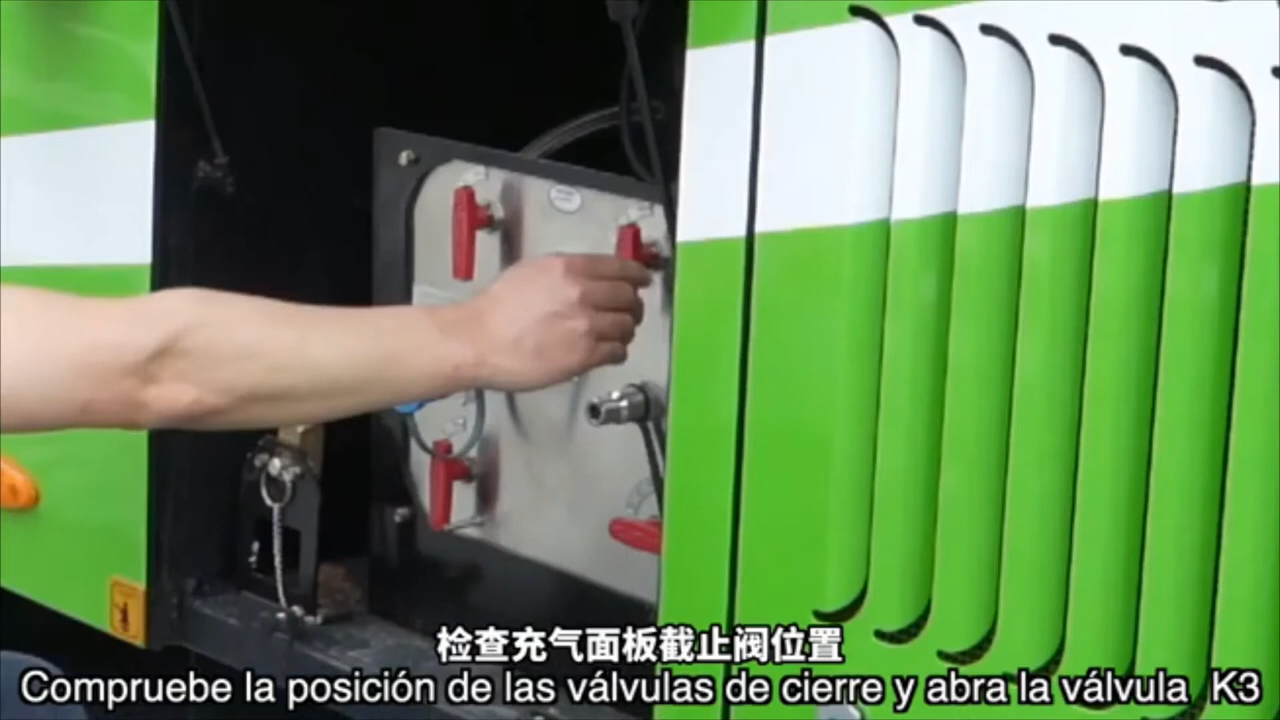 检查充气面板截止阀位置
Compruebe la posición de las válvulas de cierre y abra la válvula K3